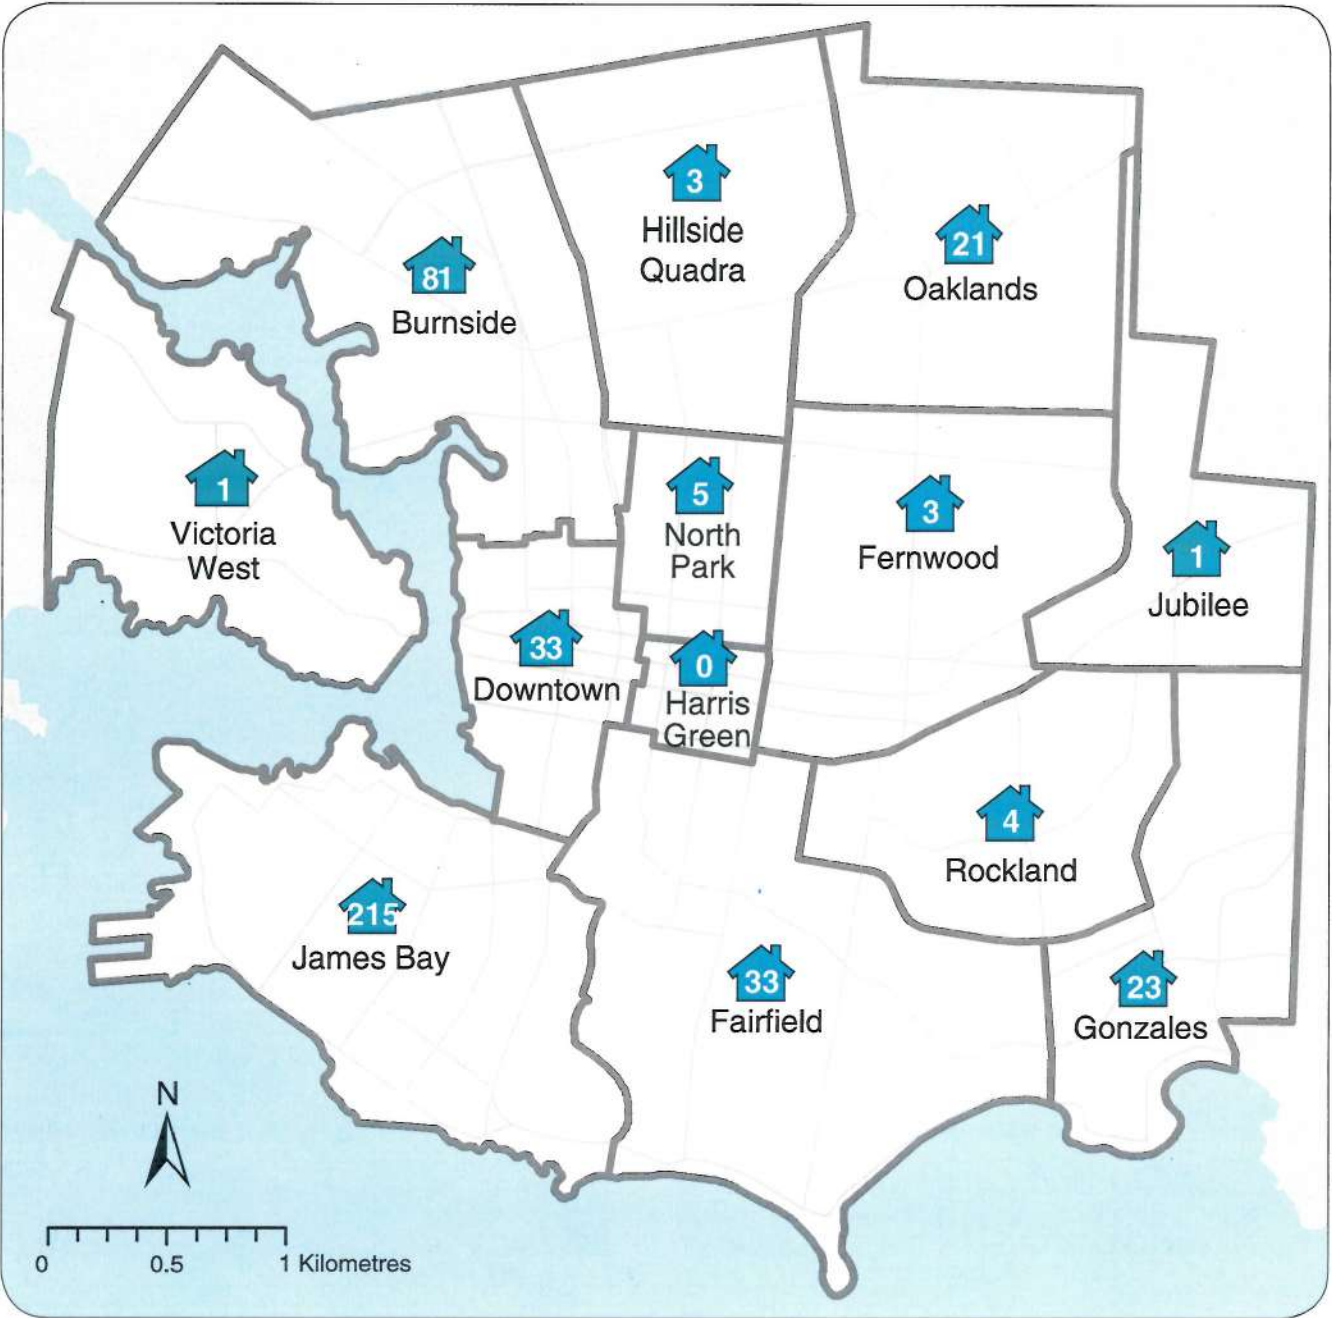 3
Hillside
Quadra
21
Oaklands
81
Burnside
1
Victoria
West
5
North
Park
3
Fernwood
1
Jubilee
33
Downtown
0
Harris
Green
4
Rockland
215
James Bay
33
Fairfield
23
Gonzales
N
0 0.5 1 Kilometres